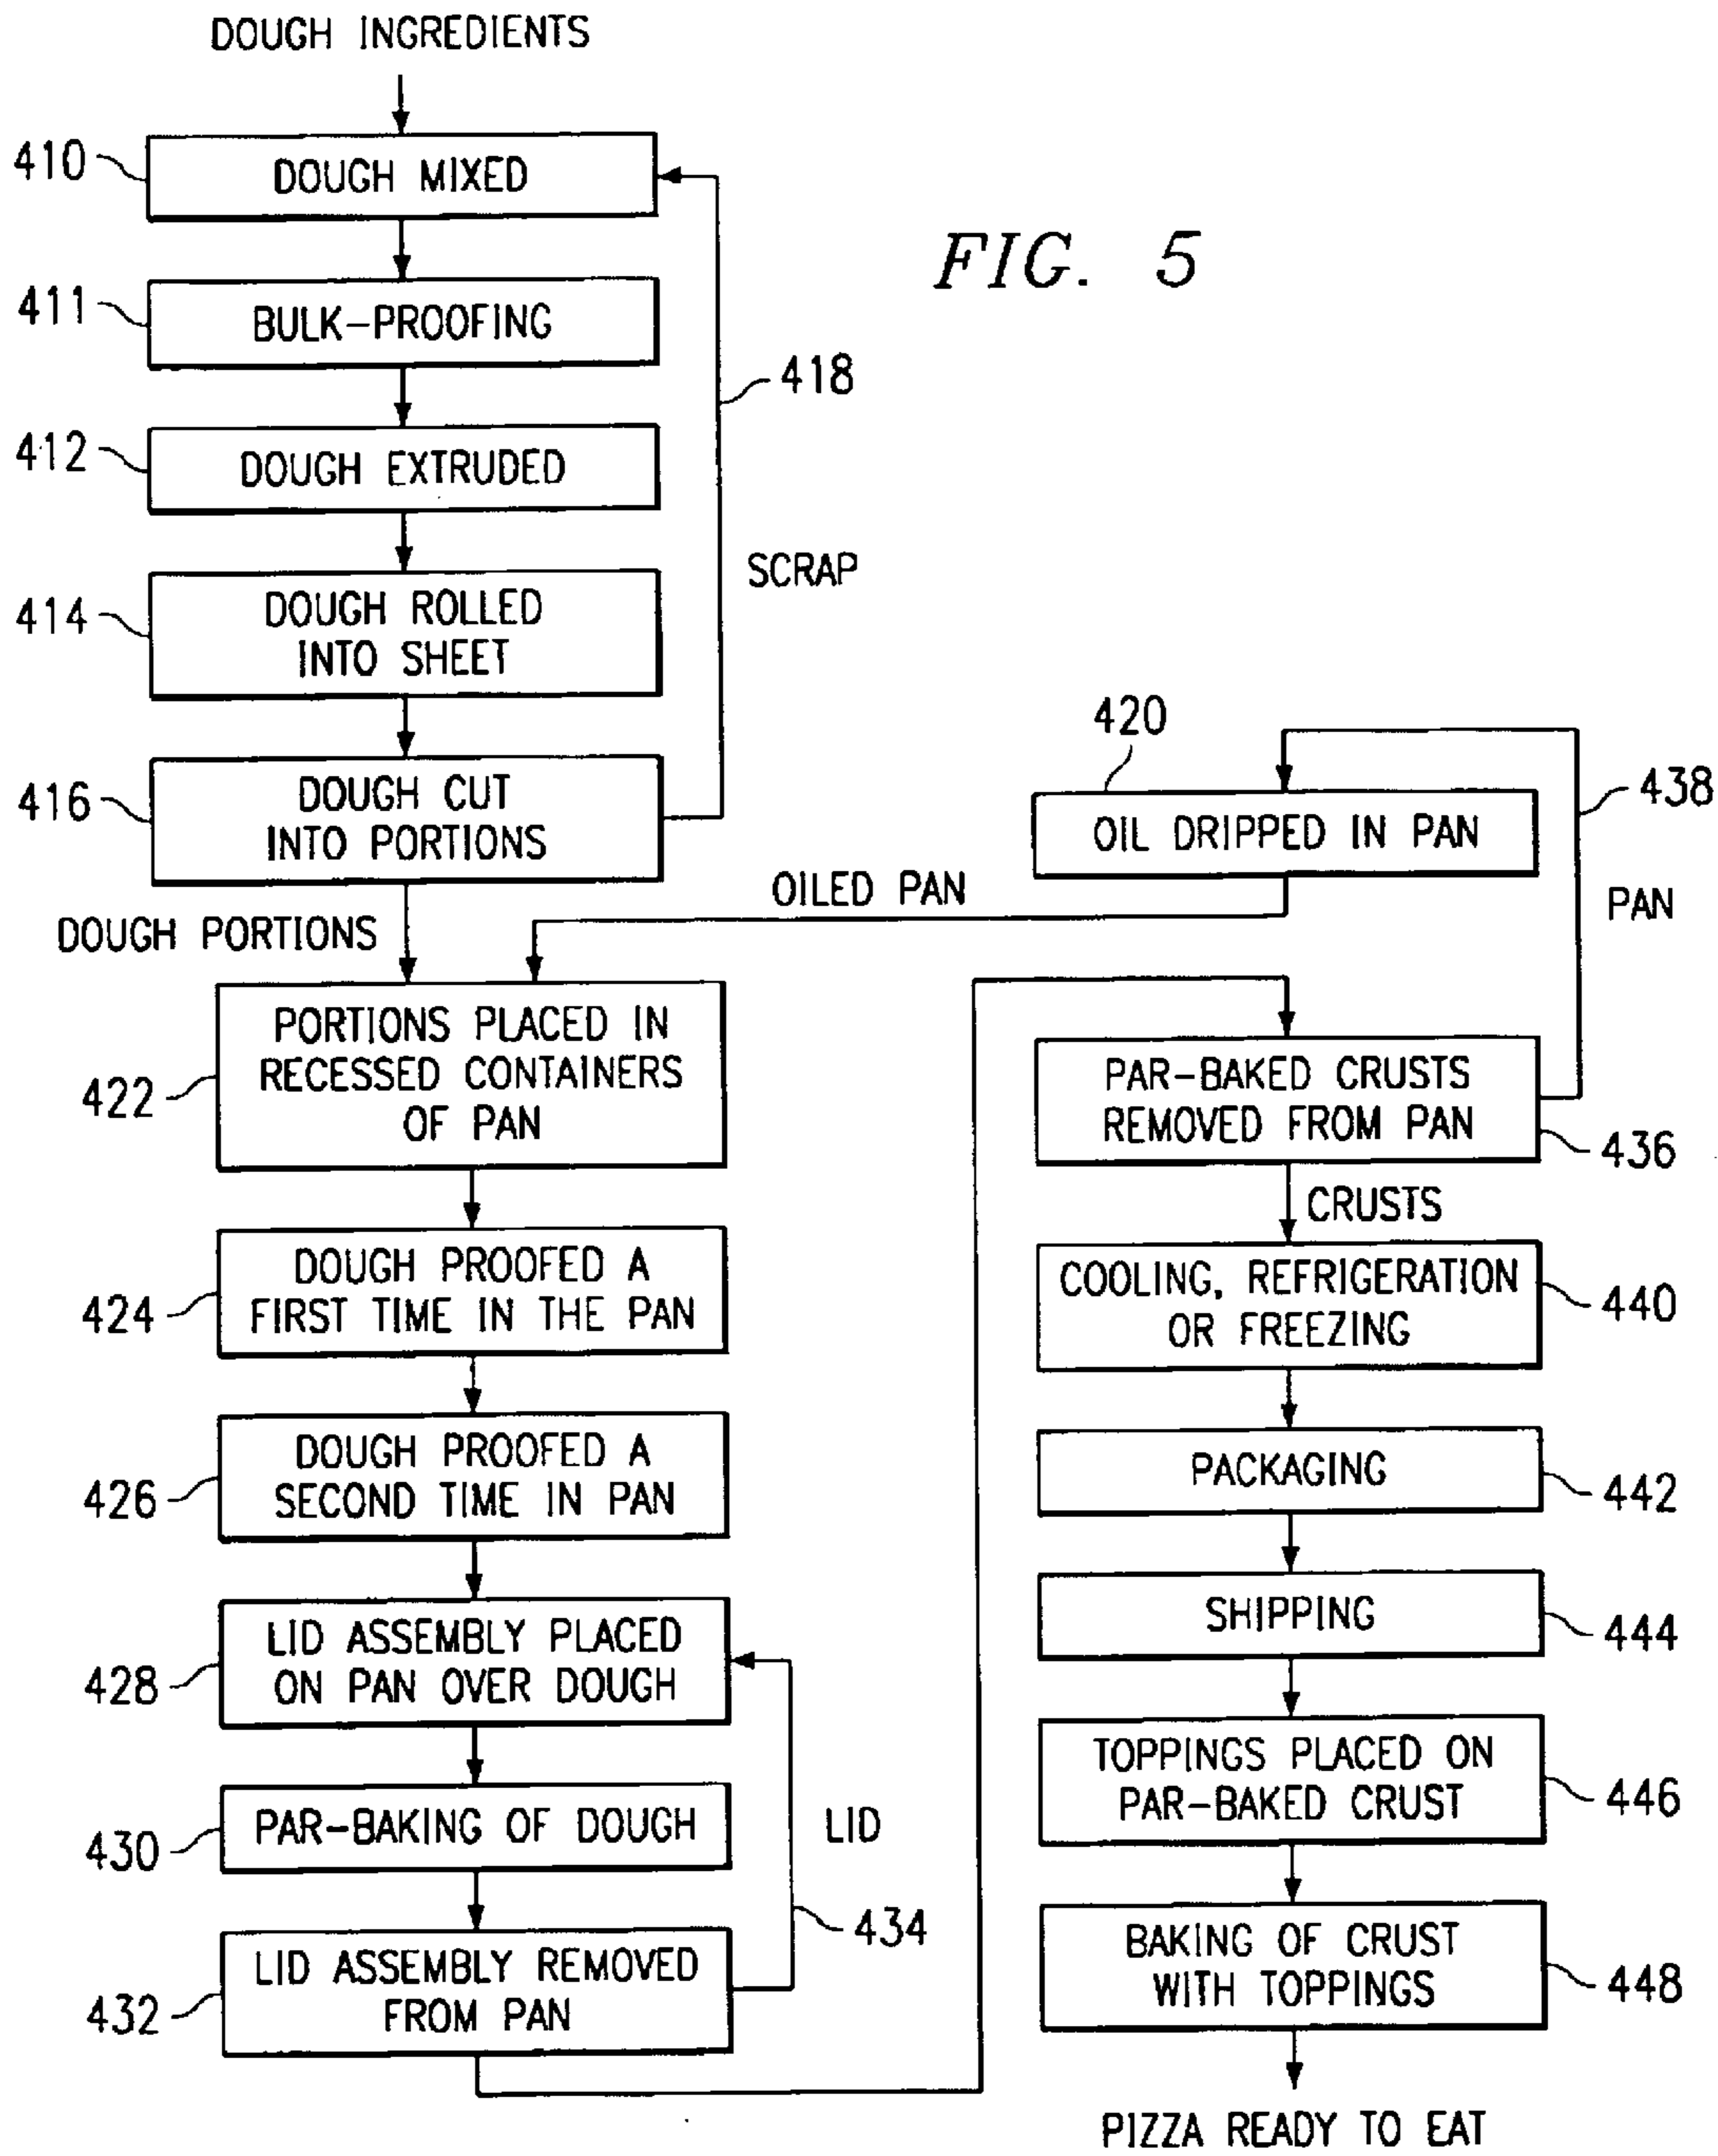 DOUGH INGREDIENTS
410
DOUGH MIXED
FIG. 5
411
BULK-PROOFING
418
412
DOUGH EXTRUDED
SCRAP
414
DOUGH ROLLED
INTO SHEET
416
DOUGH CUT
INTO PORTIONS
420
OIL DRIPPED IN PAN
438
PAN
OILED PAN
DOUGH PORTIONS
422
PORTIONS PLACED IN
RECESSED CONTAINERS
OF PAN
424
DOUGH PROOFED A
FIRST TIME IN THE PAN
426
DOUGH PROOFED A
SECOND TIME IN PAN
428
LID ASSEMBLY PLACED
ON PAN OVER DOUGH
430
PAR-BAKING OF DOUGH
LID
434
432
LID ASSEMBLY REMOVED
FROM PAN
PAR-BAKED CRUSTS
REMOVED FROM PAN
436
CRUSTS
COOLING, REFRIGERATION
OR FREEZING
440
PACKAGING
442
SHIPPING
444
TOPPINGS PLACED ON
PAR-BAKED CRUST
446
BAKING OF CRUST
WITH TOPPINGS
448
PIZZA READY TO EAT